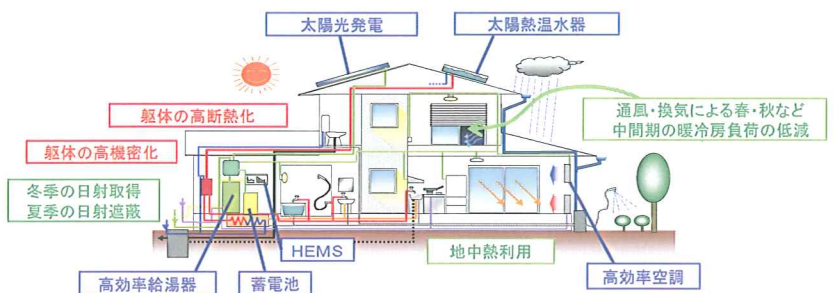 太陽光発電
太陽熱温水器
躯体の高断熱化
通風・換気による春・秋など
中間期の暖冷房負荷の低減
躯体の高機密化
冬季の日射取得
夏季の日射遮蔽
HEMS
地中熱利用
高効率給湯器
蓄電池
高効率空調